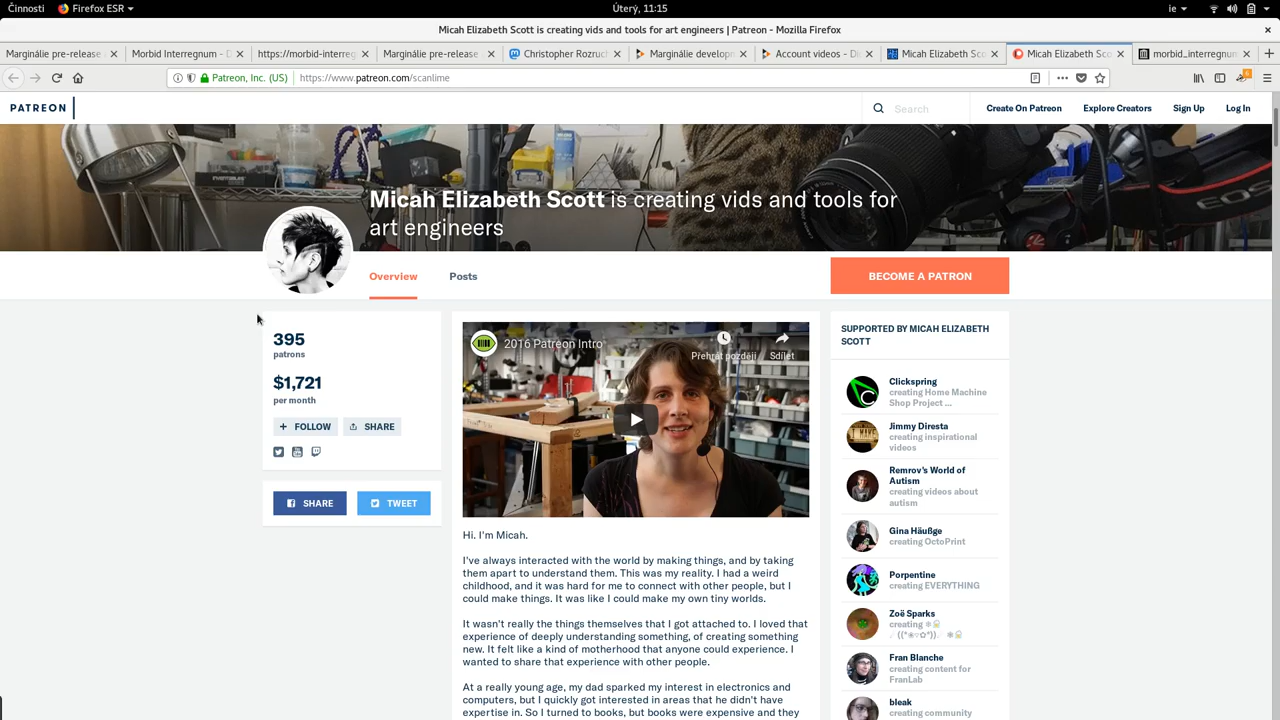 Činnosti
Firefox ESR
Úterý, 11:15
ie
Micah Elizabeth Scott is creating vids and tools for art engineers | Patreon - Mozilla Firefox
Marginálie pre-release
Morbid Interregnum - D
https://morbid-interreg
Marginálie pre-release
Christopher Rozruch
Marginálie develop
Account videos - D
Micah Elizabeth Sc
Micah Elizabeth Sco
morbid_interregnum
Patreon, Inc. (US)
https://www.patreon.com/scanlime
PATREON
Search
Create On Patreon
Explore Creators
Sign Up
Log In
Micah Elizabeth Scott is creating vids and tools for
art engineers
Overview
Posts
BECOME A PATRON
395
patrons
$1,721
per month
+ FOLLOW
SHARE
SHARE
TWEET
2016 Patreon Intro
Přehrát později
Sdílet
Hi. I'm Micah.
I've always interacted with the world by making things, and by taking
them apart to understand them. This was my reality. I had a weird
childhood, and it was hard for me to connect with other people, but I
could make things. It was like I could make my own tiny worlds.
It wasn't really the things themselves that I got attached to. I loved that
experience of deeply understanding something, of creating something
new. It felt like a kind of motherhood that anyone could experience. I
wanted to share that experience with other people.
At a really young age, my dad sparked my interest in electronics and
computers, but I quickly got interested in areas that he didn't have
expertise in. So I turned to books, but books were expensive and they
SUPPORTED BY MICAH ELIZABETH
SCOTT
Clickspring
creating Home Machine
Shop Project ...
Jimmy Diresta
creating inspirational
videos
Remrov's World of
Autism
creating videos about
autism
Gina Häußge
creating OctoPrint
Porpentine
creating EVERYTHING
Zoë Sparks
creating
Fran Blanche
creating content for
FranLab
bleak
creating community